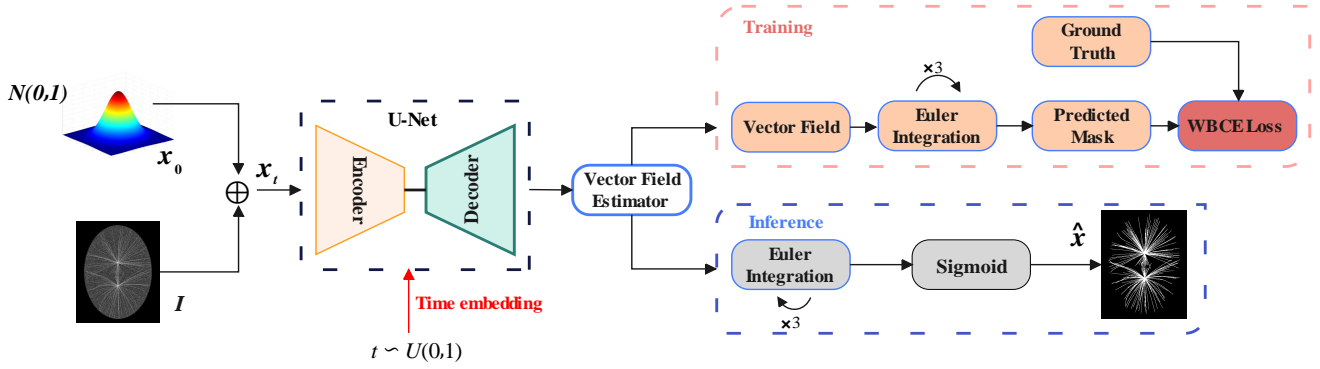 N(0,1)
x₀
I
⊕
xₜ
U-Net
Encoder
Decoder
Time embedding
t ∽ U(0,1)
Vector Field
Estimator
Training
Ground
Truth
×3
Vector Field
Euler
Integration
Predicted
Mask
WBCE Loss
Inference
Euler
Integration
×3
Sigmoid
x̂